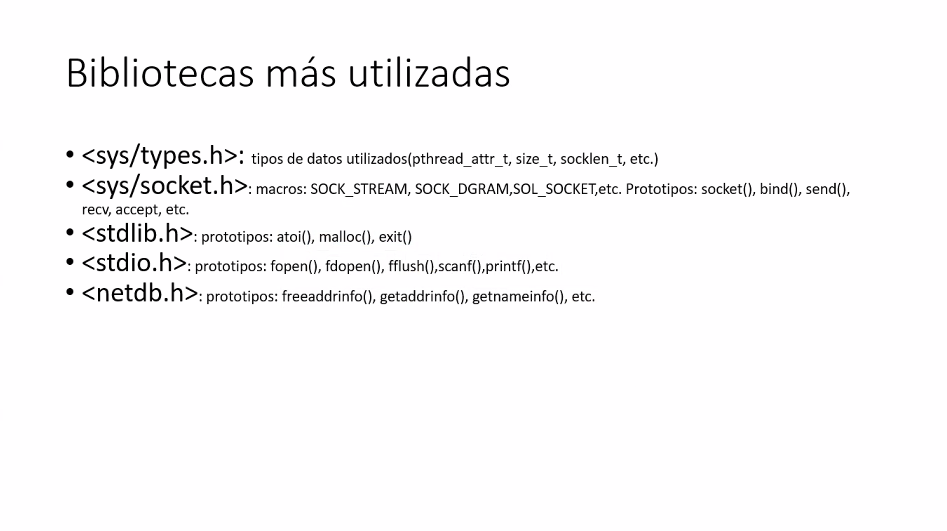 Bibliotecas más utilizadas
• <sys/types.h>: tipos de datos utilizados(pthread_attr_t, size_t, socklen_t, etc.)
• <sys/socket.h>: macros: SOCK_STREAM, SOCK_DGRAM,SOL_SOCKET,etc. Prototipos: socket(), bind(), send(),
recv, accept, etc.
• <stdlib.h>: prototipos: atoi(), malloc(), exit()
• <stdio.h>: prototipos: fopen(), fdopen(), fflush(),scanf(),printf(),etc.
• <netdb.h>: prototipos: freeaddrinfo(), getaddrinfo(), getnameinfo(), etc.